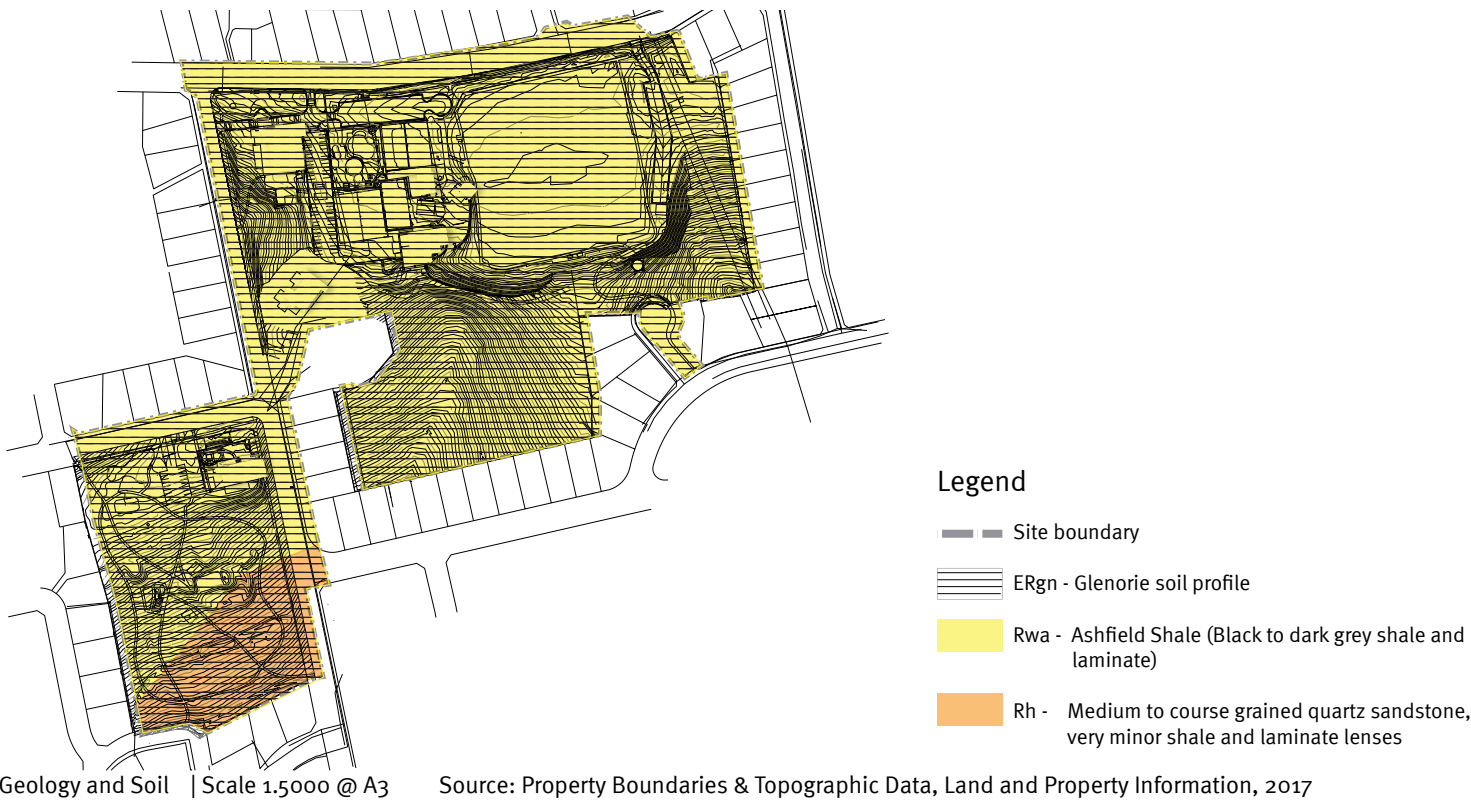 Legend
Site boundary
ERgn - Glenorie soil profile
Rwa - Ashfield Shale (Black to dark grey shale and
laminate)
Rh - Medium to course grained quartz sandstone,
very minor shale and laminate lenses
Geology and Soil | Scale 1.5000 @ A3 Source: Property Boundaries & Topographic Data, Land and Property Information, 2017